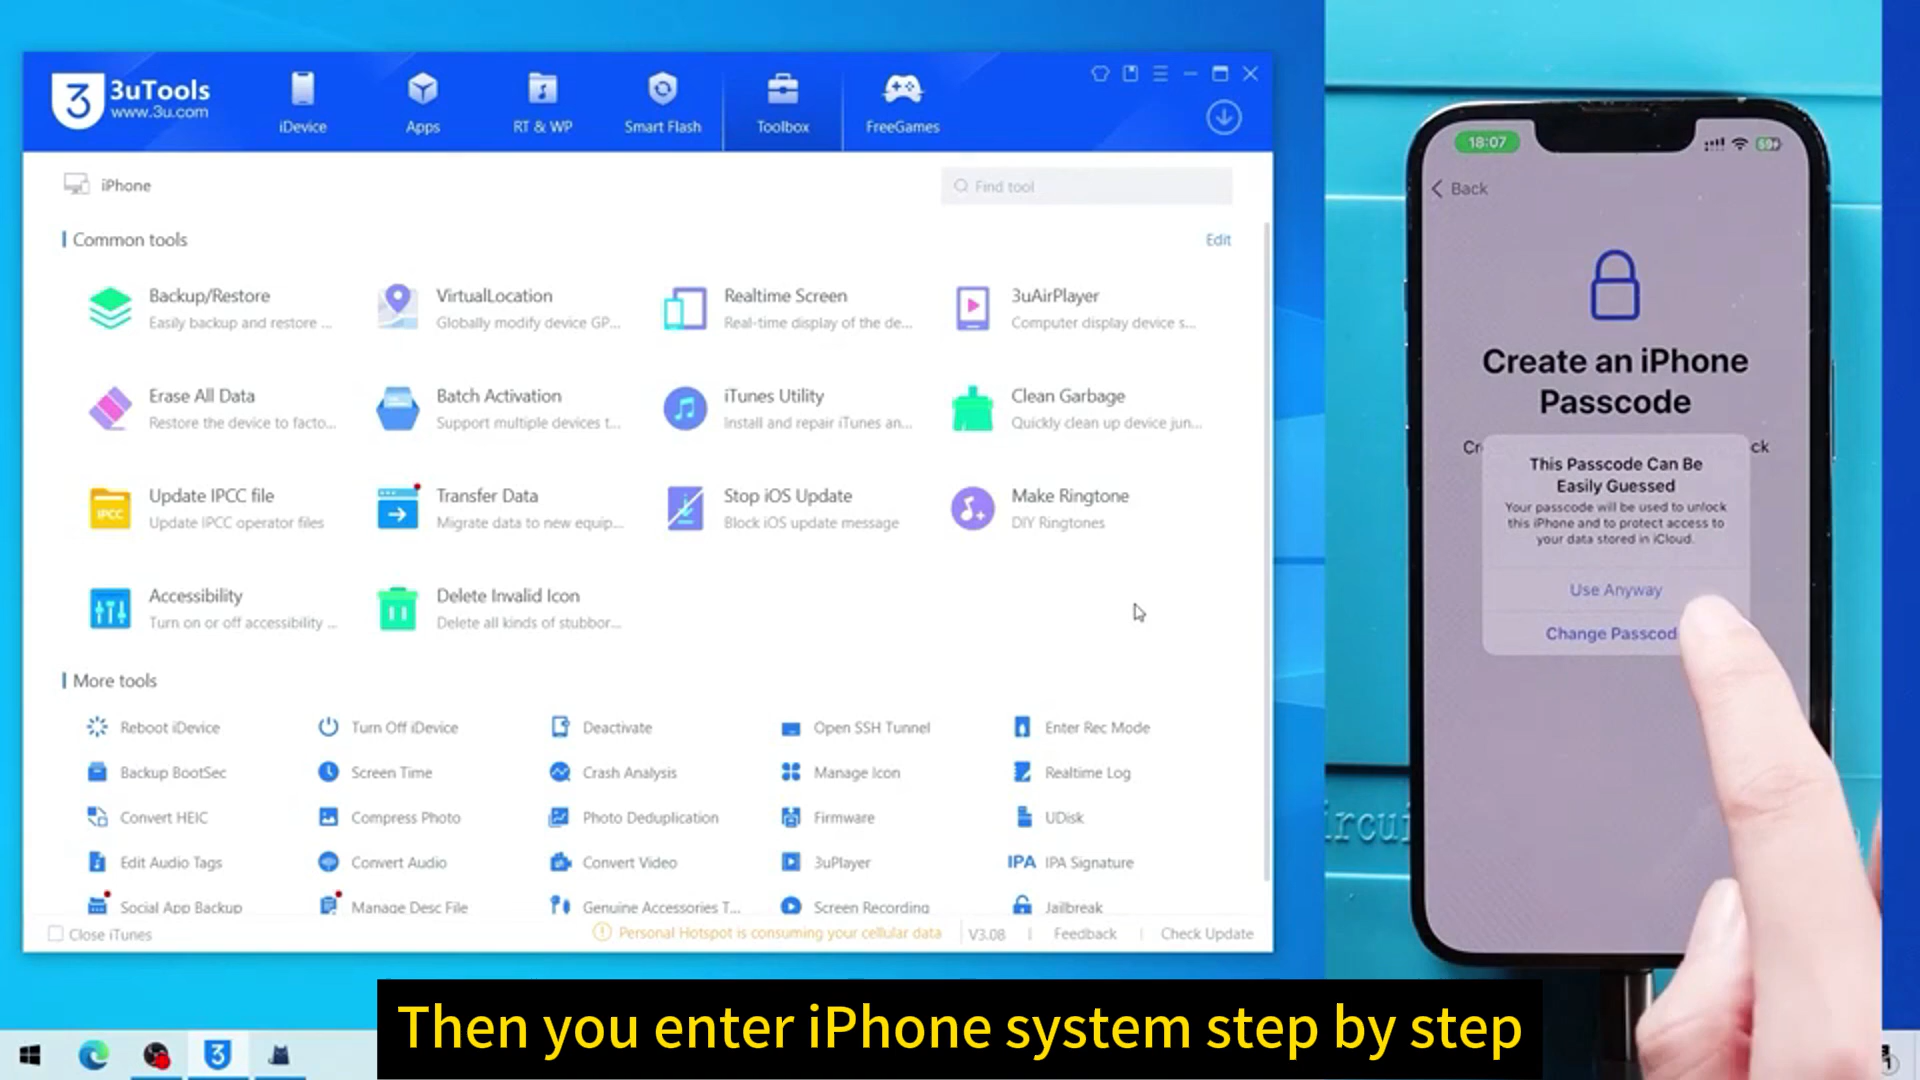 3uTools
www.3u.com
iDevice
Apps
RT & WP
Smart Flash
Toolbox
FreeGames
iPhone
Find tool
Common tools
Edit
Backup/Restore
Easily backup and restore ...
VirtualLocation
Globally modify device GP...
Realtime Screen
Real-time display of the de...
3uAirPlayer
Computer display device s...
Erase All Data
Restore the device to facto...
Batch Activation
Support multiple devices t...
iTunes Utility
Install and repair iTunes an...
Clean Garbage
Quickly clean up device jun...
Update IPCC file
Update IPCC operator files
IPCC
Transfer Data
Migrate data to new equip...
Stop iOS Update
Block iOS update message
Make Ringtone
DIY Ringtones
Accessibility
Turn on or off accessibility ...
Delete Invalid Icon
Delete all kinds of stubbor...
More tools
Reboot iDevice
Turn Off iDevice
Deactivate
Open SSH Tunnel
Enter Rec Mode
Backup BootSec
Screen Time
Crash Analysis
Manage Icon
Realtime Log
Convert HEIC
Compress Photo
Photo Deduplication
Firmware
UDisk
Edit Audio Tags
Convert Audio
Convert Video
3uPlayer
IPA IPA Signature
Social App Backup
Manage Desc File
Genuine Accessories T...
Screen Recording
Jailbreak
Close iTunes
Personal Hotspot is consuming your cellular data
V3.08
Feedback
Check Update
18:07
59
Back
Create an iPhone
Passcode
Cr
ck
This Passcode Can Be
Easily Guessed
Your passcode will be used to unlock
this iPhone and to protect access to
your data stored in iCloud.
Use Anyway
Change Passcod
ircui
Then you enter iPhone system step by step